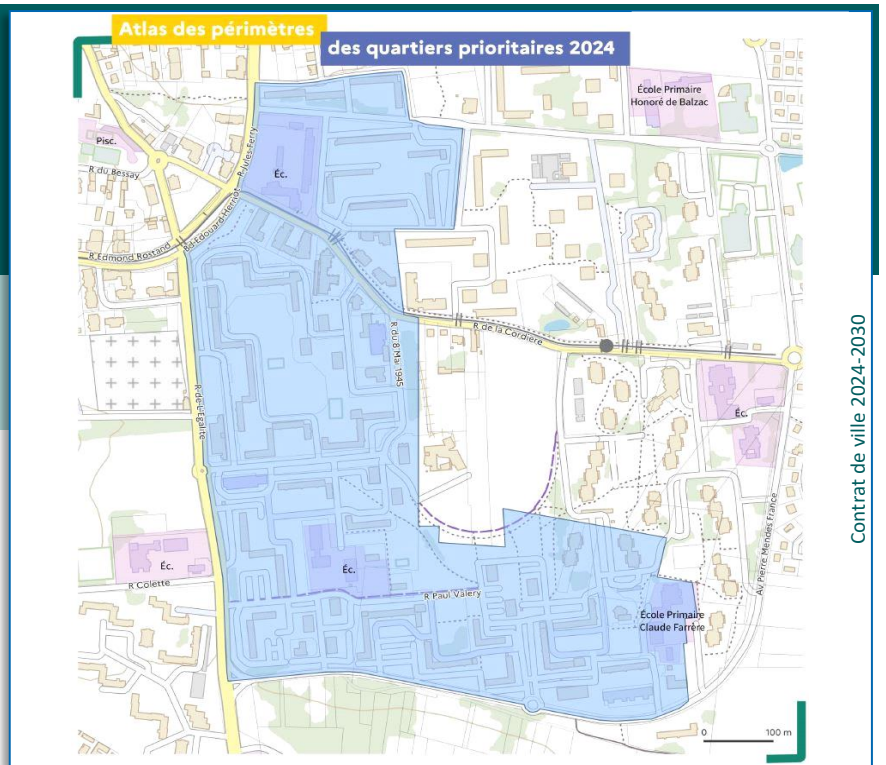 Atlas des périmètres
des quartiers prioritaires 2024
École Primaire
Honoré de Balzac
Pisc.
R du Bessay
R Jules Ferry
Éc.
Bd Edouard Herriot
R Edmond Rostand
R de la Cordière
R du 8 Mai 1945
R de L'Egalité
Éc.
Contrat de ville 2024-2030
Av Pierre Mendes France
Éc.
Éc.
R Colette
R Paul Valery
École Primaire
Claude Farrère
0 100 m